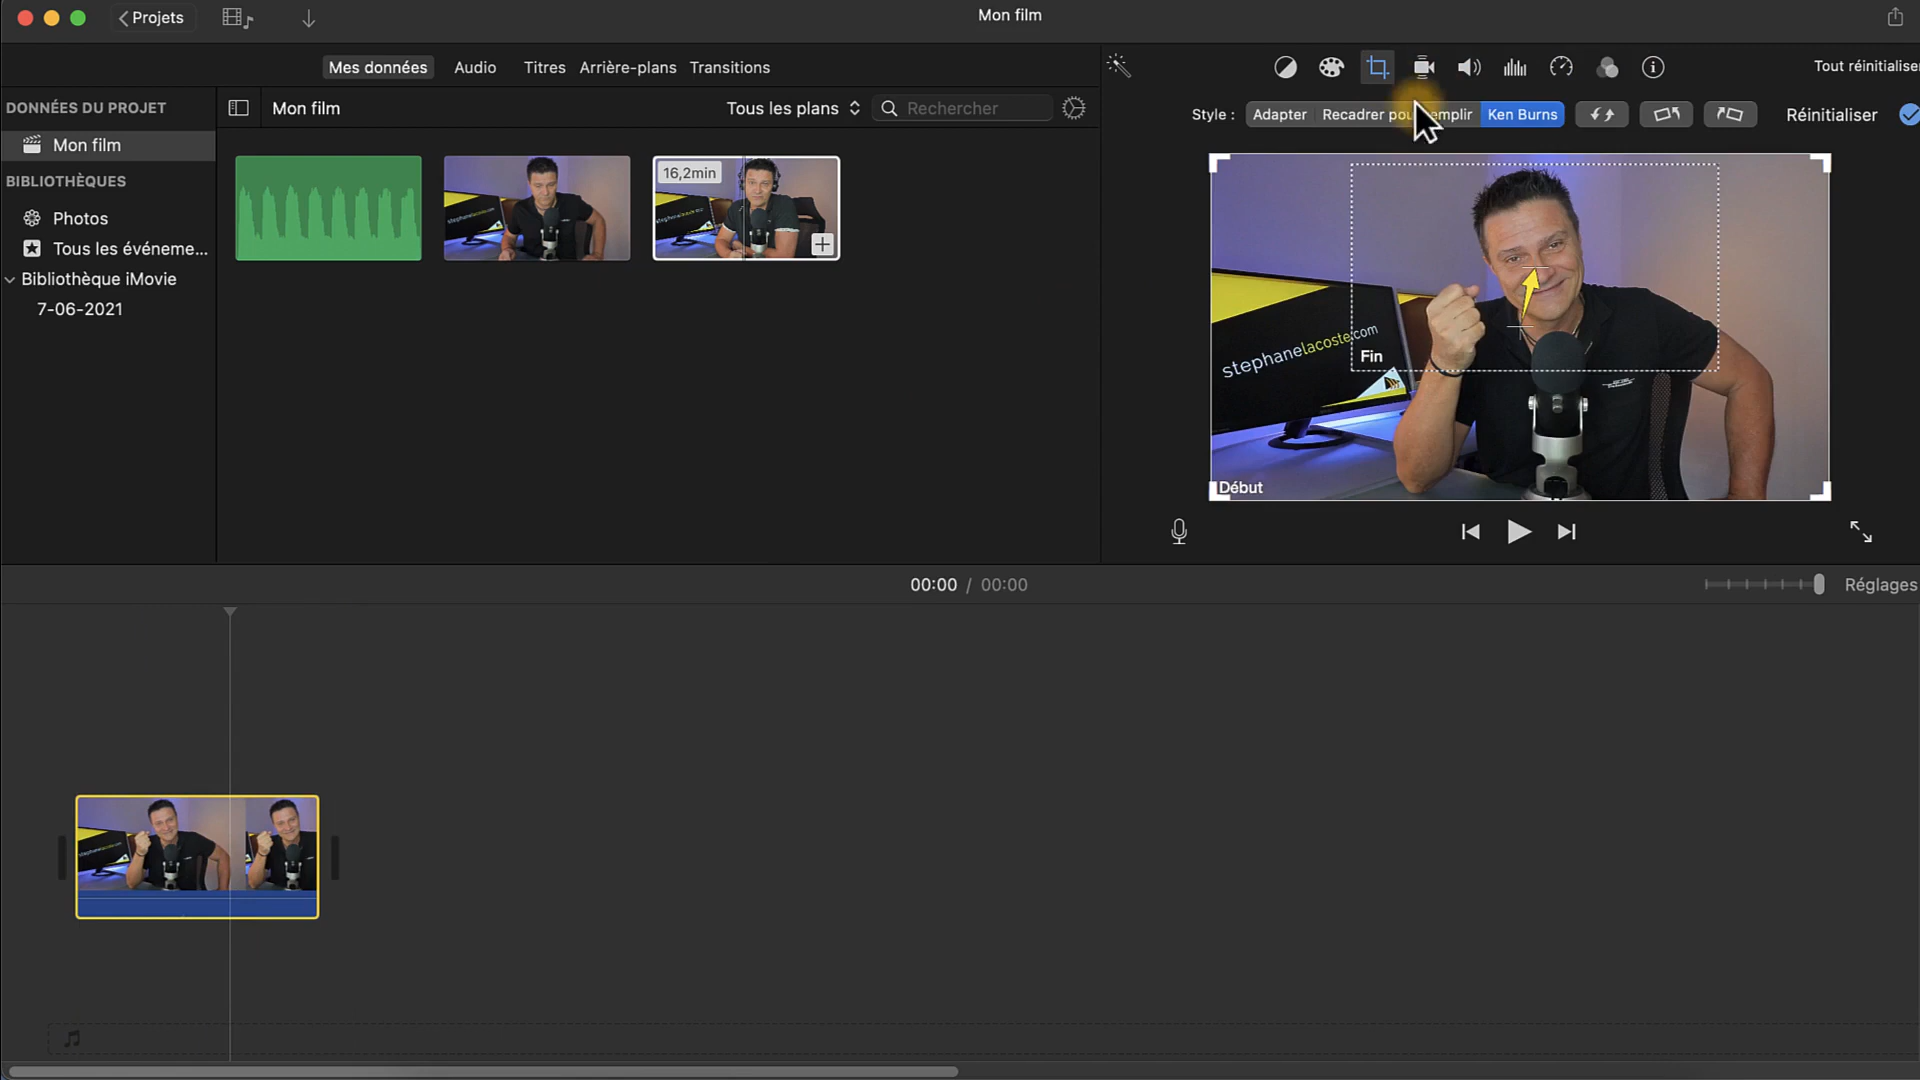 Projets
Mon film
Mes données
Audio
Titres
Arrière-plans
Transitions
Tout réinitialiser
DONNÉES DU PROJET
Mon film
Tous les plans
Rechercher
Style :
Adapter
Recadrer pou emplir
Ken Burns
Réinitialiser
Mon film
BIBLIOTHÈQUES
Photos
Tous les événeme...
Bibliothèque iMovie
7-06-2021
16,2min
stephanelacoste.com
Fin
Début
00:00 / 00:00
Réglages